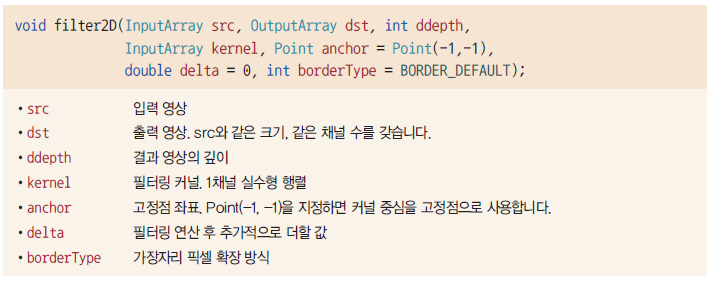 void filter2D(InputArray src, OutputArray dst, int ddepth,
InputArray kernel, Point anchor = Point(-1,-1),
double delta = 0, int borderType = BORDER_DEFAULT);
• src 입력 영상
• dst 출력 영상. src와 같은 크기, 같은 채널 수를 갖습니다.
• ddepth 결과 영상의 깊이
• kernel 필터링 커널. 1채널 실수형 행렬
• anchor 고정점 좌표. Point(-1, -1)을 지정하면 커널 중심을 고정점으로 사용합니다.
• delta 필터링 연산 후 추가적으로 더할 값
• borderType 가장자리 픽셀 확장 방식